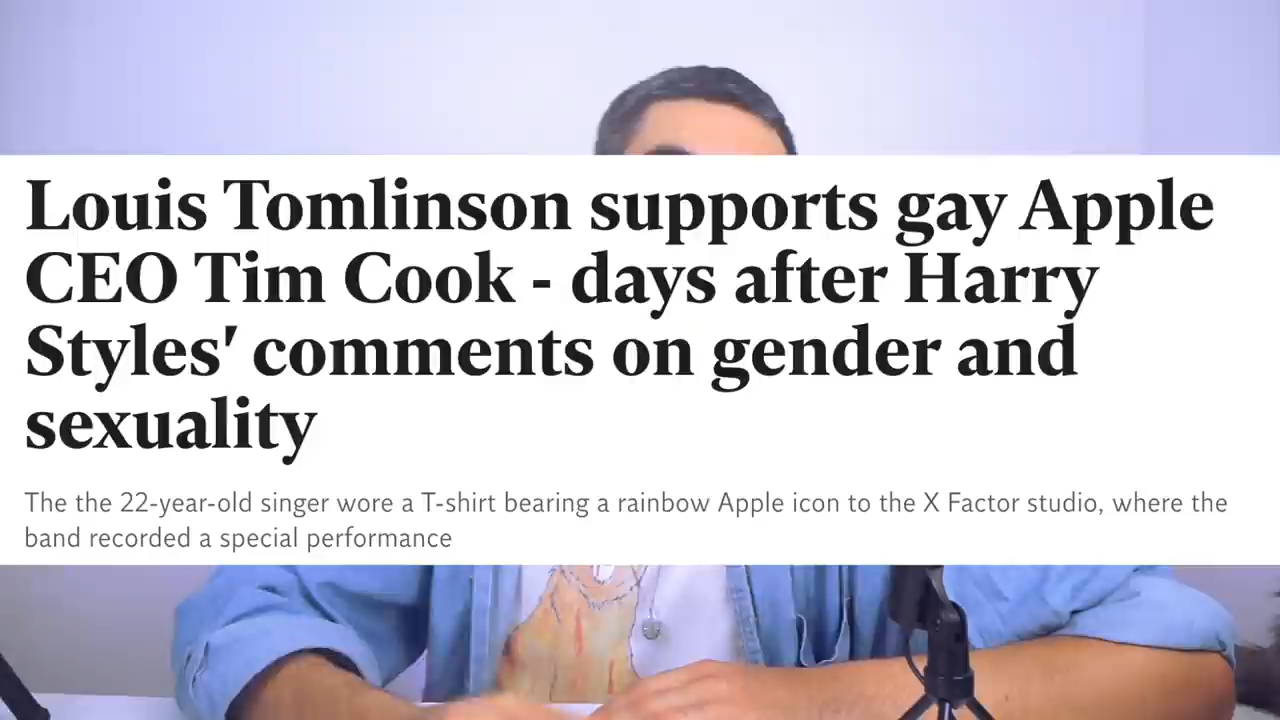 Louis Tomlinson supports gay Apple
CEO Tim Cook - days after Harry
Styles' comments on gender and
sexuality
The the 22-year-old singer wore a T-shirt bearing a rainbow Apple icon to the X Factor studio, where the
band recorded a special performance